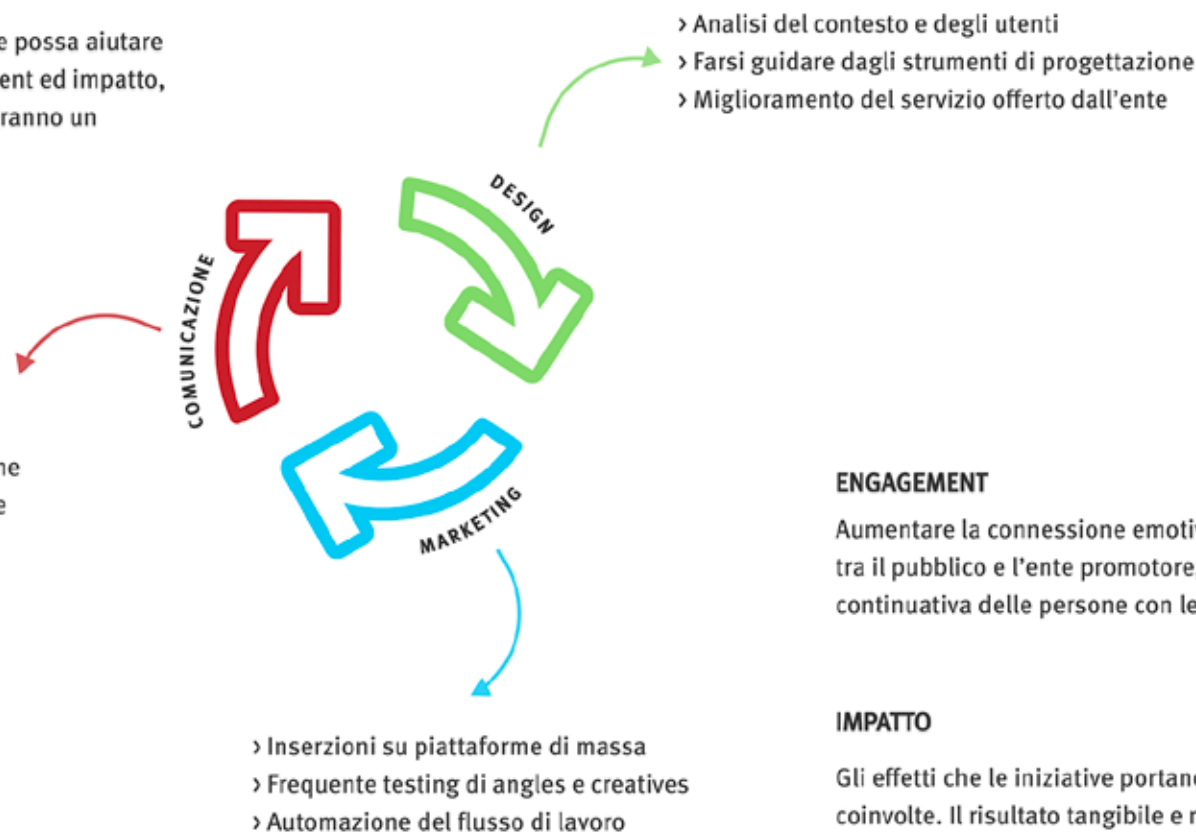 e possa aiutare
ent ed impatto,
ranno un
> Analisi del contesto e degli utenti
> Farsi guidare dagli strumenti di progettazione
> Miglioramento del servizio offerto dall'ente
DESIGN
COMUNICAZIONE
MARKETING
ne
e
> Inserzioni su piattaforme di massa
> Frequente testing di angles e creatives
> Automazione del flusso di lavoro
ENGAGEMENT
Aumentare la connessione emotiv
tra il pubblico e l'ente promotore
continuativa delle persone con le
IMPATTO
Gli effetti che le iniziative portano
coinvolte. Il risultato tangibile e